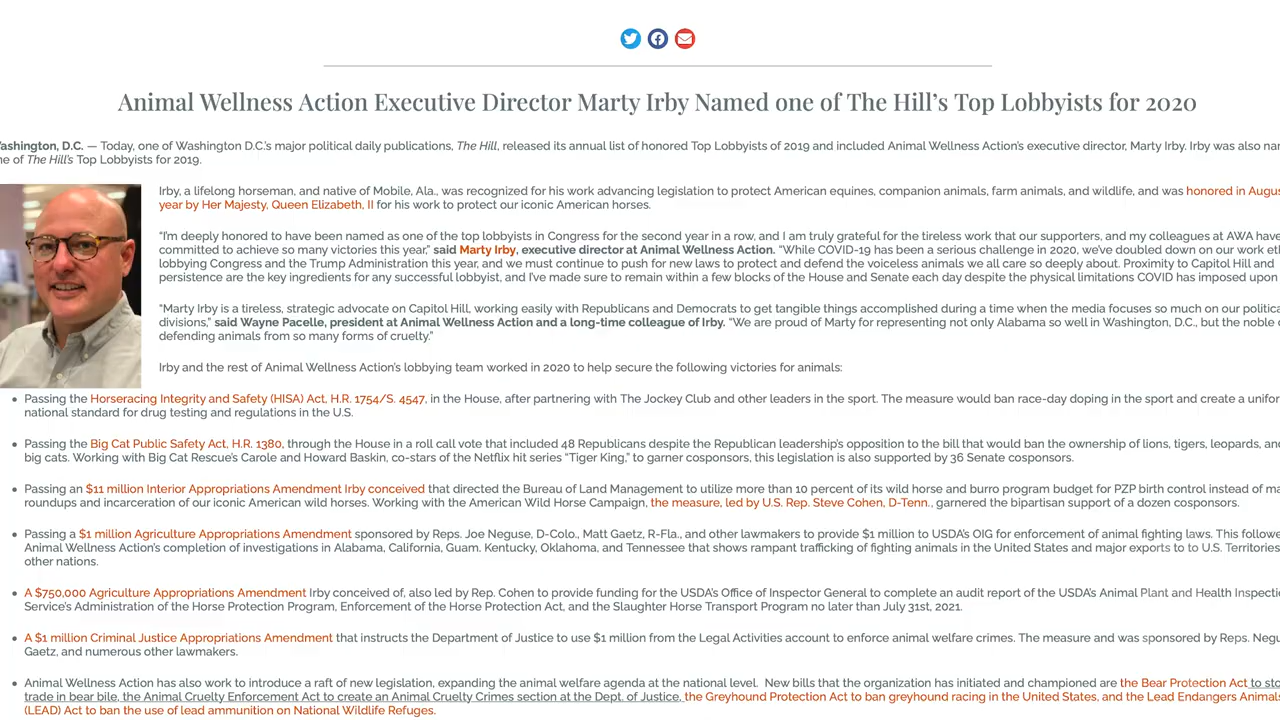 Animal Wellness Action Executive Director Marty Irby Named one of The Hill's Top Lobbyists for 2020
ashington, D.C. — Today, one of Washington D.C.'s major political daily publications, The Hill, released its annual list of honored Top Lobbyists of 2019 and included Animal Wellness Action's executive director, Marty Irby. Irby was also nam
ne of The Hill's Top Lobbyists for 2019.
Irby, a lifelong horseman, and native of Mobile, Ala., was recognized for his work advancing legislation to protect American equines, companion animals, farm animals, and wildlife, and was honored in Augus
year by Her Majesty, Queen Elizabeth, II for his work to protect our iconic American horses.
“I'm deeply honored to have been named as one of the top lobbyists in Congress for the second year in a row, and I am truly grateful for the tireless work that our supporters, and my colleagues at AWA have
committed to achieve so many victories this year,” said Marty Irby, executive director at Animal Wellness Action. “While COVID-19 has been a serious challenge in 2020, we've doubled down on our work eth
lobbying Congress and the Trump Administration this year, and we must continue to push for new laws to protect and defend the voiceless animals we all care so deeply about. Proximity to Capitol Hill and
persistence are the key ingredients for any successful lobbyist, and I've made sure to remain within a few blocks of the House and Senate each day despite the physical limitations COVID has imposed upon
“Marty Irby is a tireless, strategic advocate on Capitol Hill, working easily with Republicans and Democrats to get tangible things accomplished during a time when the media focuses so much on our politica
divisions,” said Wayne Pacelle, president at Animal Wellness Action and a long-time colleague of Irby. “We are proud of Marty for representing not only Alabama so well in Washington, D.C., but the noble c
defending animals from so many forms of cruelty.”
Irby and the rest of Animal Wellness Action's lobbying team worked in 2020 to help secure the following victories for animals:
• Passing the Horseracing Integrity and Safety (HISA) Act, H.R. 1754/S. 4547, in the House, after partnering with The Jockey Club and other leaders in the sport. The measure would ban race-day doping in the sport and create a unifor
national standard for drug testing and regulations in the U.S.
• Passing the Big Cat Public Safety Act, H.R. 1380, through the House in a roll call vote that included 48 Republicans despite the Republican leadership's opposition to the bill that would ban the ownership of lions, tigers, leopards, and
big cats. Working with Big Cat Rescue's Carole and Howard Baskin, co-stars of the Netflix hit series “Tiger King,” to garner cosponsors, this legislation is also supported by 36 Senate cosponsors.
• Passing an $11 million Interior Appropriations Amendment Irby conceived that directed the Bureau of Land Management to utilize more than 10 percent of its wild horse and burro program budget for PZP birth control instead of ma
roundups and incarceration of our iconic American wild horses. Working with the American Wild Horse Campaign, the measure, led by U.S. Rep. Steve Cohen, D-Tenn., garnered the bipartisan support of a dozen cosponsors.
• Passing a $1 million Agriculture Appropriations Amendment sponsored by Reps. Joe Neguse, D-Colo., Matt Gaetz, R-Fla., and other lawmakers to provide $1 million to USDA's OIG for enforcement of animal fighting laws. This followe
Animal Wellness Action's completion of investigations in Alabama, California, Guam. Kentucky, Oklahoma, and Tennessee that shows rampant trafficking of fighting animals in the United States and major exports to to U.S. Territories
other nations.
• A $750,000 Agriculture Appropriations Amendment Irby conceived of, also led by Rep. Cohen to provide funding for the USDA's Office of Inspector General to complete an audit report of the USDA's Animal Plant and Health Inspecti
Service's Administration of the Horse Protection Program, Enforcement of the Horse Protection Act, and the Slaughter Horse Transport Program no later than July 31st, 2021.
• A $1 million Criminal Justice Appropriations Amendment that instructs the Department of Justice to use $1 million from the Legal Activities account to enforce animal welfare crimes. The measure and was sponsored by Reps. Negu
Gaetz, and numerous other lawmakers.
• Animal Wellness Action has also work to introduce a raft of new legislation, expanding the animal welfare agenda at the national level. New bills that the organization has initiated and championed are the Bear Protection Act to sto
trade in bear bile, the Animal Cruelty Enforcement Act to create an Animal Cruelty Crimes section at the Dept. of Justice, the Greyhound Protection Act to ban greyhound racing in the United States, and the Lead Endangers Animals
(LEAD) Act to ban the use of lead ammunition on National Wildlife Refuges.